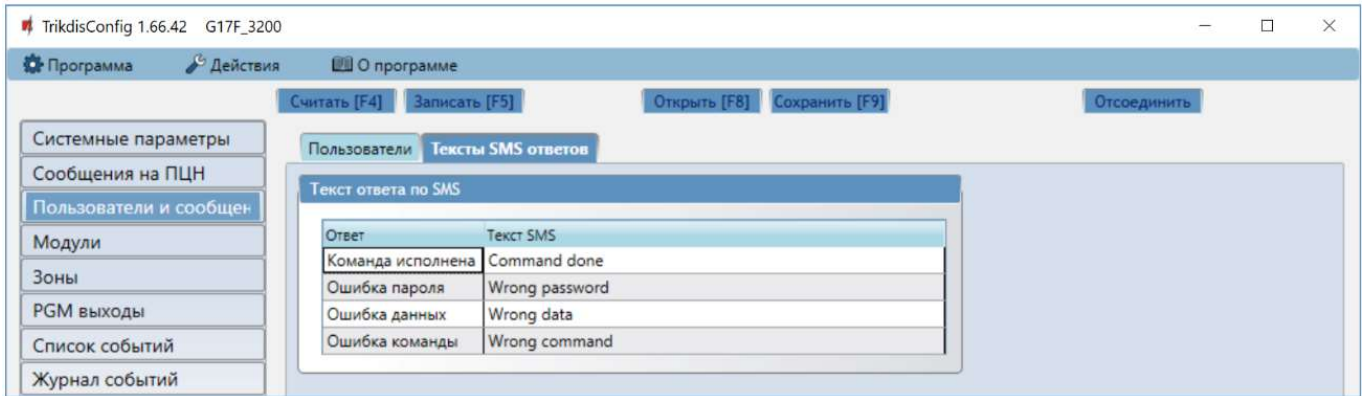 TrikdisConfig 1.66.42 G17F_3200
Программа Действия О программе
Считать [F4] Записать [F5] Открыть [F8] Сохранить [F9] Отсоединить
Системные параметры
Сообщения на ПЦН
Пользователи и сообщен
Модули
Зоны
PGM выходы
Список событий
Журнал событий
Пользователи Тексты SMS ответов
Текст ответа по SMS
Ответ Текст SMS
Команда исполнена Command done
Ошибка пароля Wrong password
Ошибка данных Wrong data
Ошибка команды Wrong command